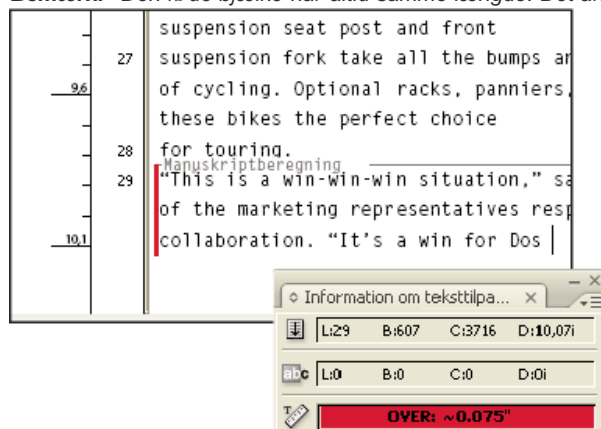 suspension seat post and front
27 suspension fork take all the bumps
9,6 of cycling. Optional racks, panniers,
these bikes the perfect choice
28 for touring.
Manuskriptberegning
29 “This is a win-win-win situation,”
of the marketing representatives
10,1 collaboration. “It's a win for Dos
Information om teksttilpa...
L:29 B:607 C:3716 D:10,07i
abc L:0 B:0 C:0 D:0i
OVER: ~0.075"